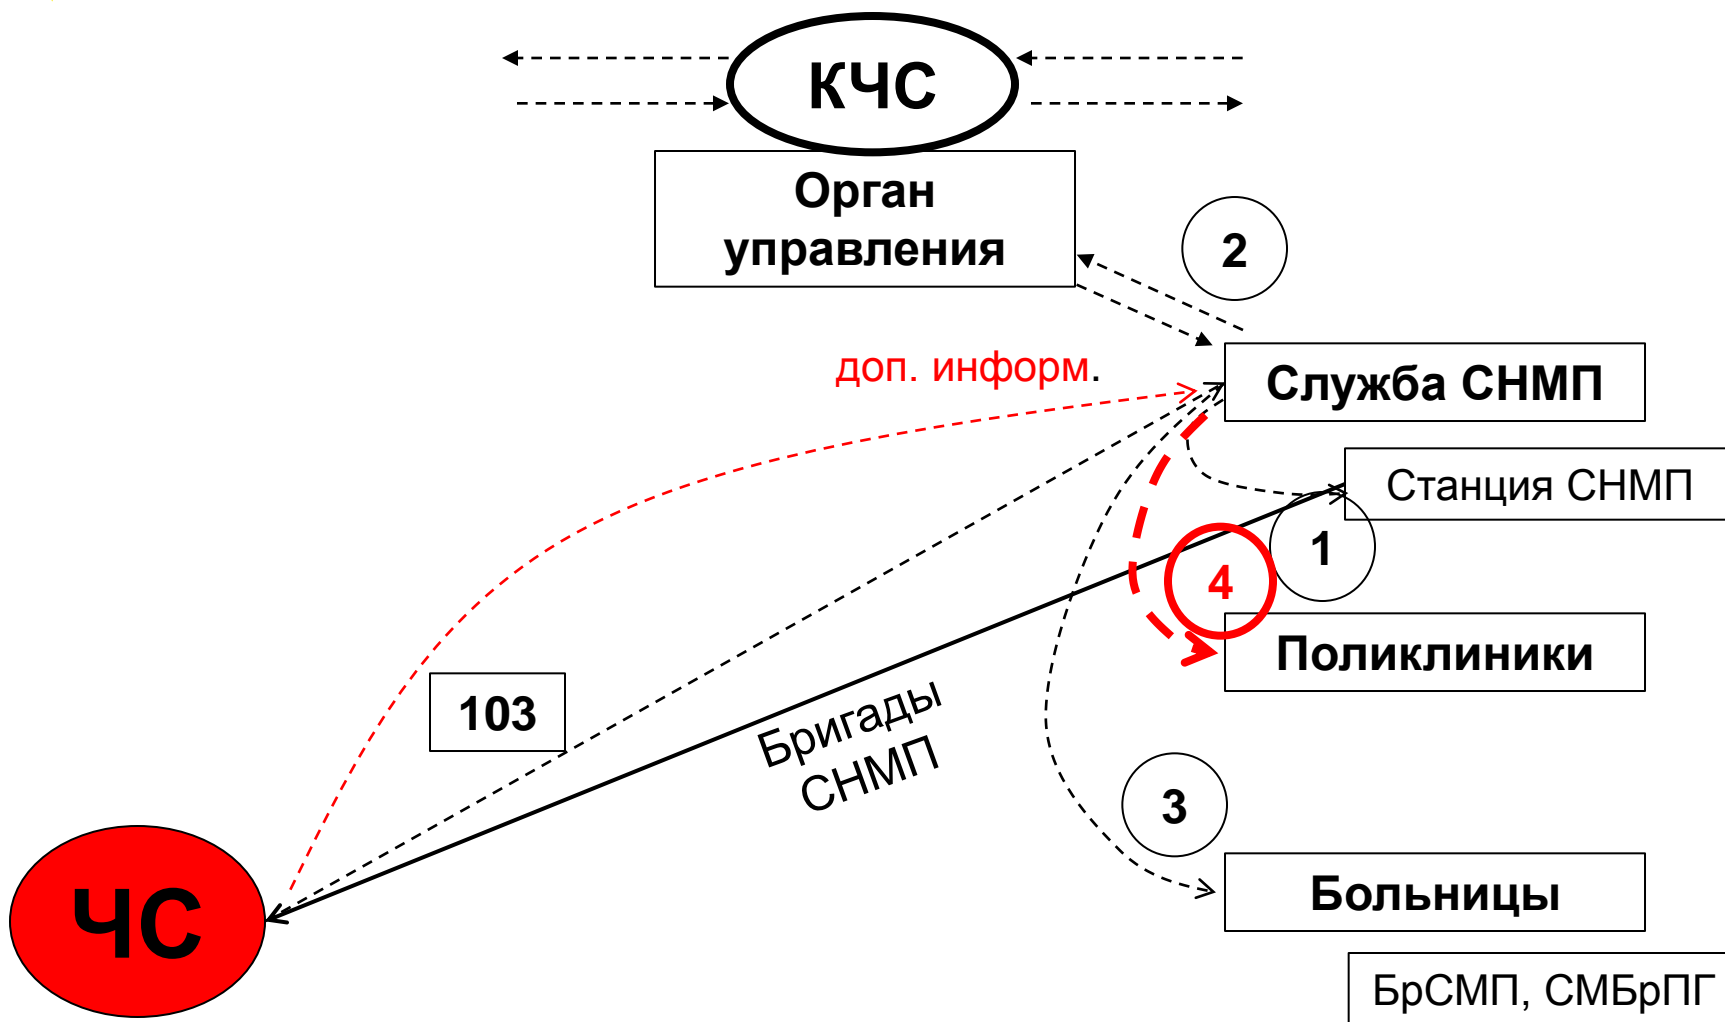 КЧС
Орган
управления
2
доп. информ.
Служба СНМП
Станция СНМП
1
4
Поликлиники
103
Бригады
СНМП
3
ЧС
Больницы
БрСМП, СМБрПГ